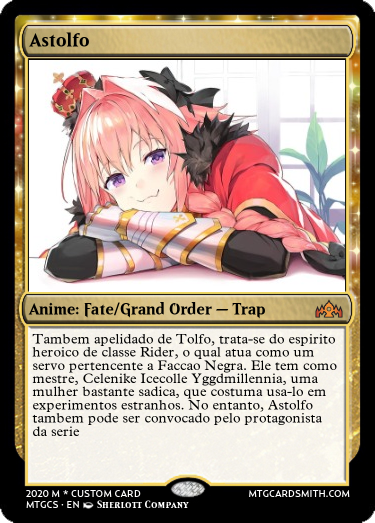 Astolfo
Anime: Fate/Grand Order — Trap
Tambem apelidado de Tolfo, trata-se do espirito
heroico de classe Rider, o qual atua como um
servo pertencente a Faccao Negra. Ele tem como
mestre, Celenike Icecolle Yggdmillennia, uma
mulher bastante sadica, que costuma usa-lo em
experimentos estranhos. No entanto, Astolfo
tambem pode ser convocado pelo protagonista
da serie
2020 M * CUSTOM CARD
MTGCS · EN Sherlott Company
MTGCARDSMITH.COM